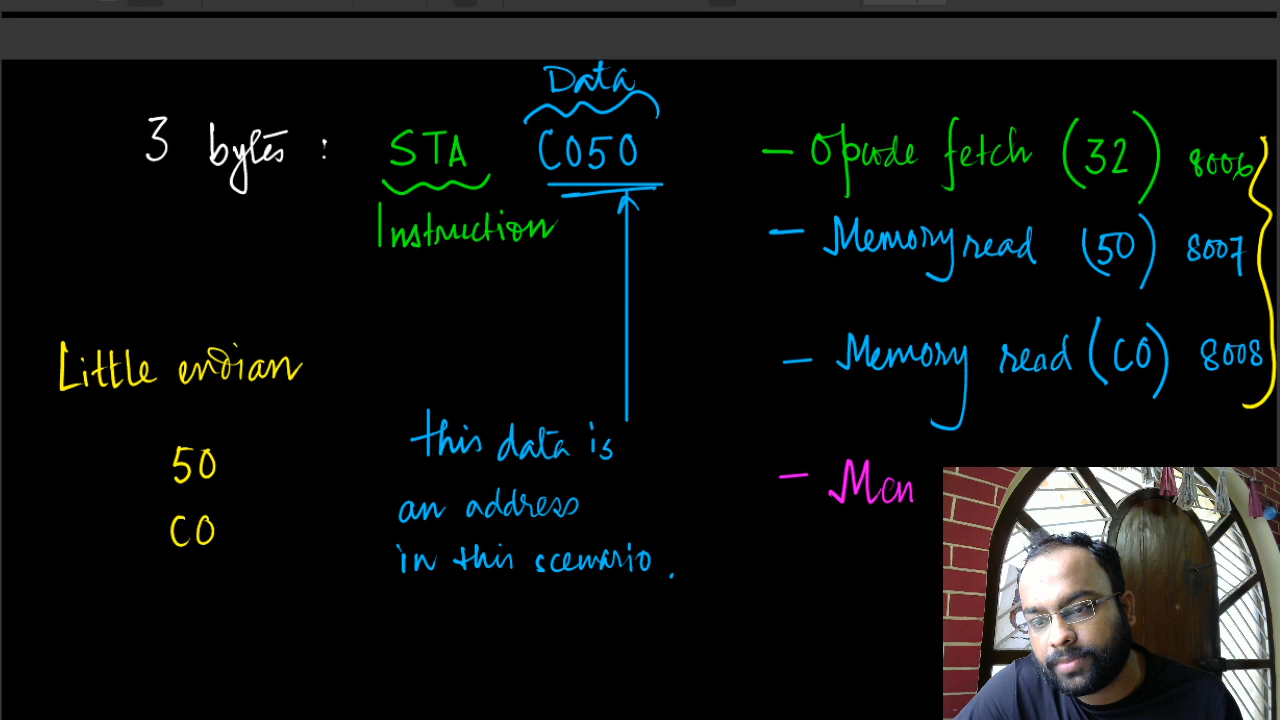 Data
3 bytes : STA C050
Instruction
- Opcode fetch (32) 8006
- Memory read (50) 8007
- Memory read (C0) 8008
Little endian
50
C0
this data is
an address
in this scenario.
- Mem